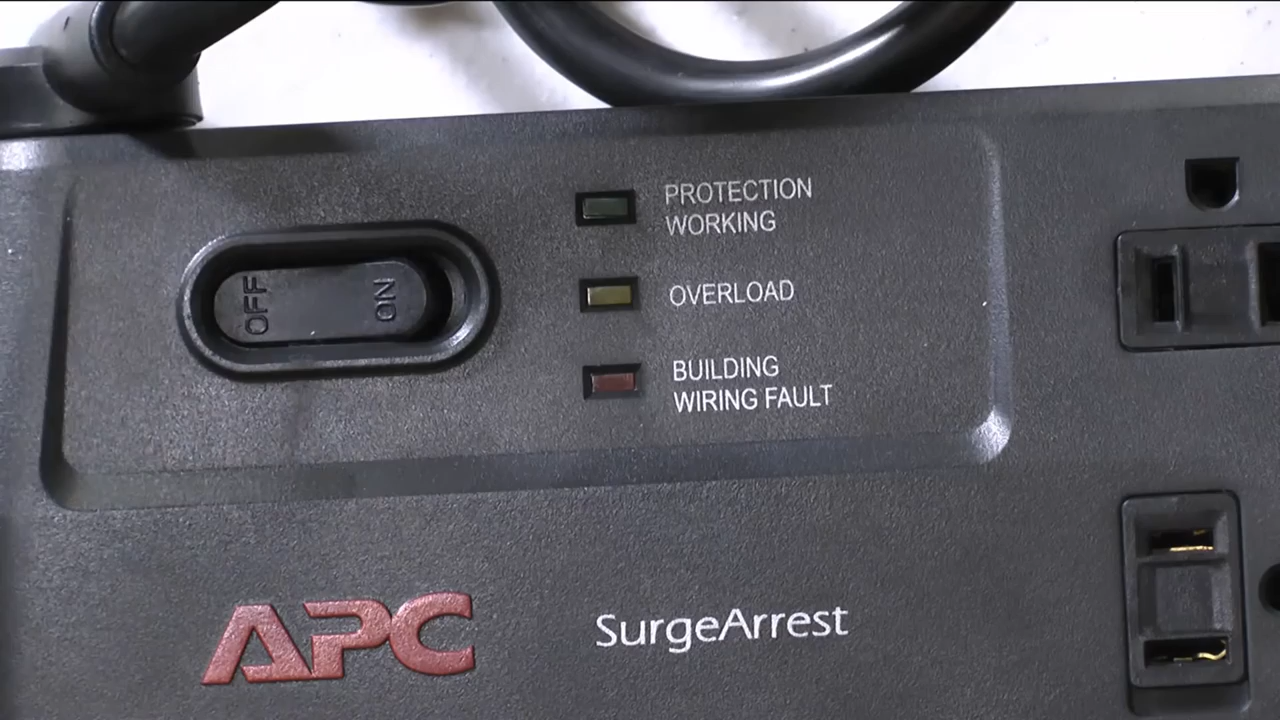 OFF
ON
PROTECTION
WORKING
OVERLOAD
BUILDING
WIRING FAULT
APC
SurgeArrest